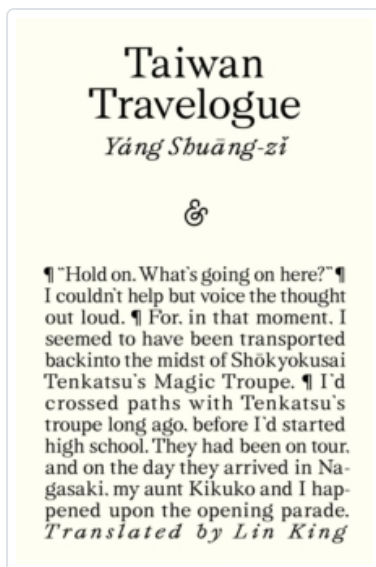 Taiwan
Travelogue
Yáng Shuāng-zǐ
&
¶ "Hold on. What's going on here?" ¶
I couldn't help but voice the thought
out loud. ¶ For, in that moment, I
seemed to have been transported
backinto the midst of Shōkyokusai
Tenkatsu's Magic Troupe. ¶ I'd
crossed paths with Tenkatsu's
troupe long ago, before I'd started
high school. They had been on tour,
and on the day they arrived in Na-
gasaki, my aunt Kikuko and I hap-
pened upon the opening parade.
Translated by Lin King